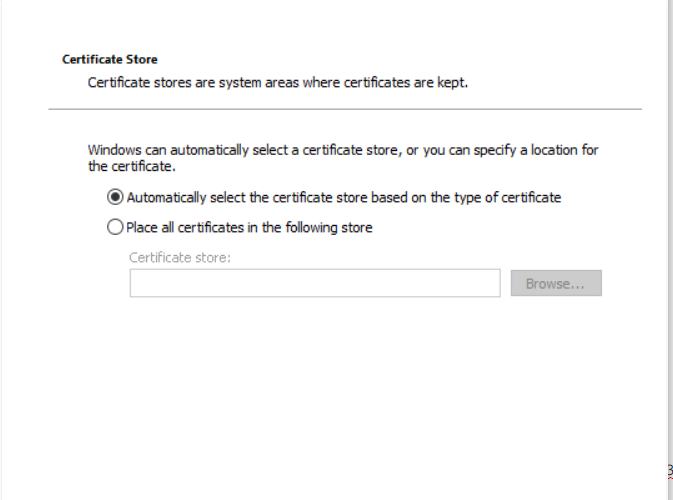 Certificate Store
Certificate stores are system areas where certificates are kept.
Windows can automatically select a certificate store, or you can specify a location for
the certificate.
Automatically select the certificate store based on the type of certificate
Place all certificates in the following store
Certificate store:
Browse...
3